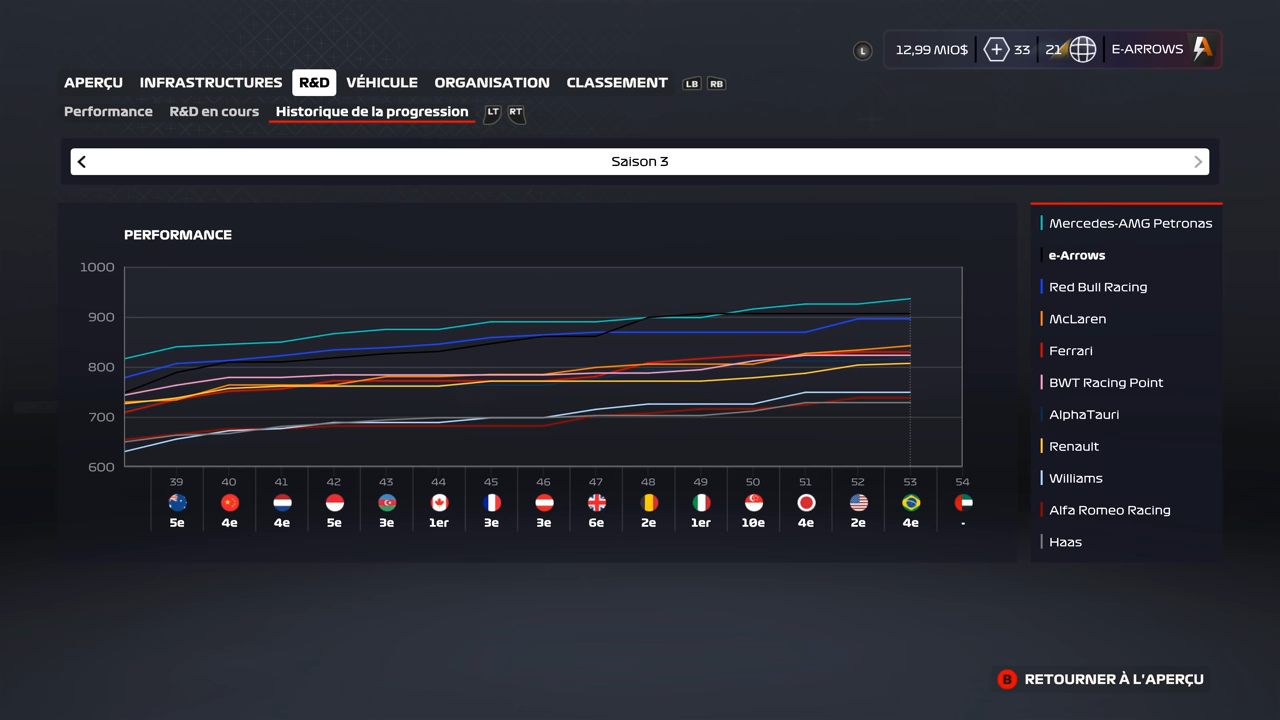 L 12,99 MIO$ 33 21 E-ARROWS
APERÇU INFRASTRUCTURES R&D VÉHICULE ORGANISATION CLASSEMENT LB RB
Performance R&D en cours Historique de la progression LT RT
Saison 3
PERFORMANCE
1000
900
800
700
600
39 40 41 42 43 44 45 46 47 48 49 50 51 52 53 54
5e 4e 4e 5e 3e 1er 3e 3e 6e 2e 1er 10e 4e 2e 4e -
Mercedes-AMG Petronas
e-Arrows
Red Bull Racing
McLaren
Ferrari
BWT Racing Point
AlphaTauri
Renault
Williams
Alfa Romeo Racing
Haas
B RETOURNER À L'APERÇU